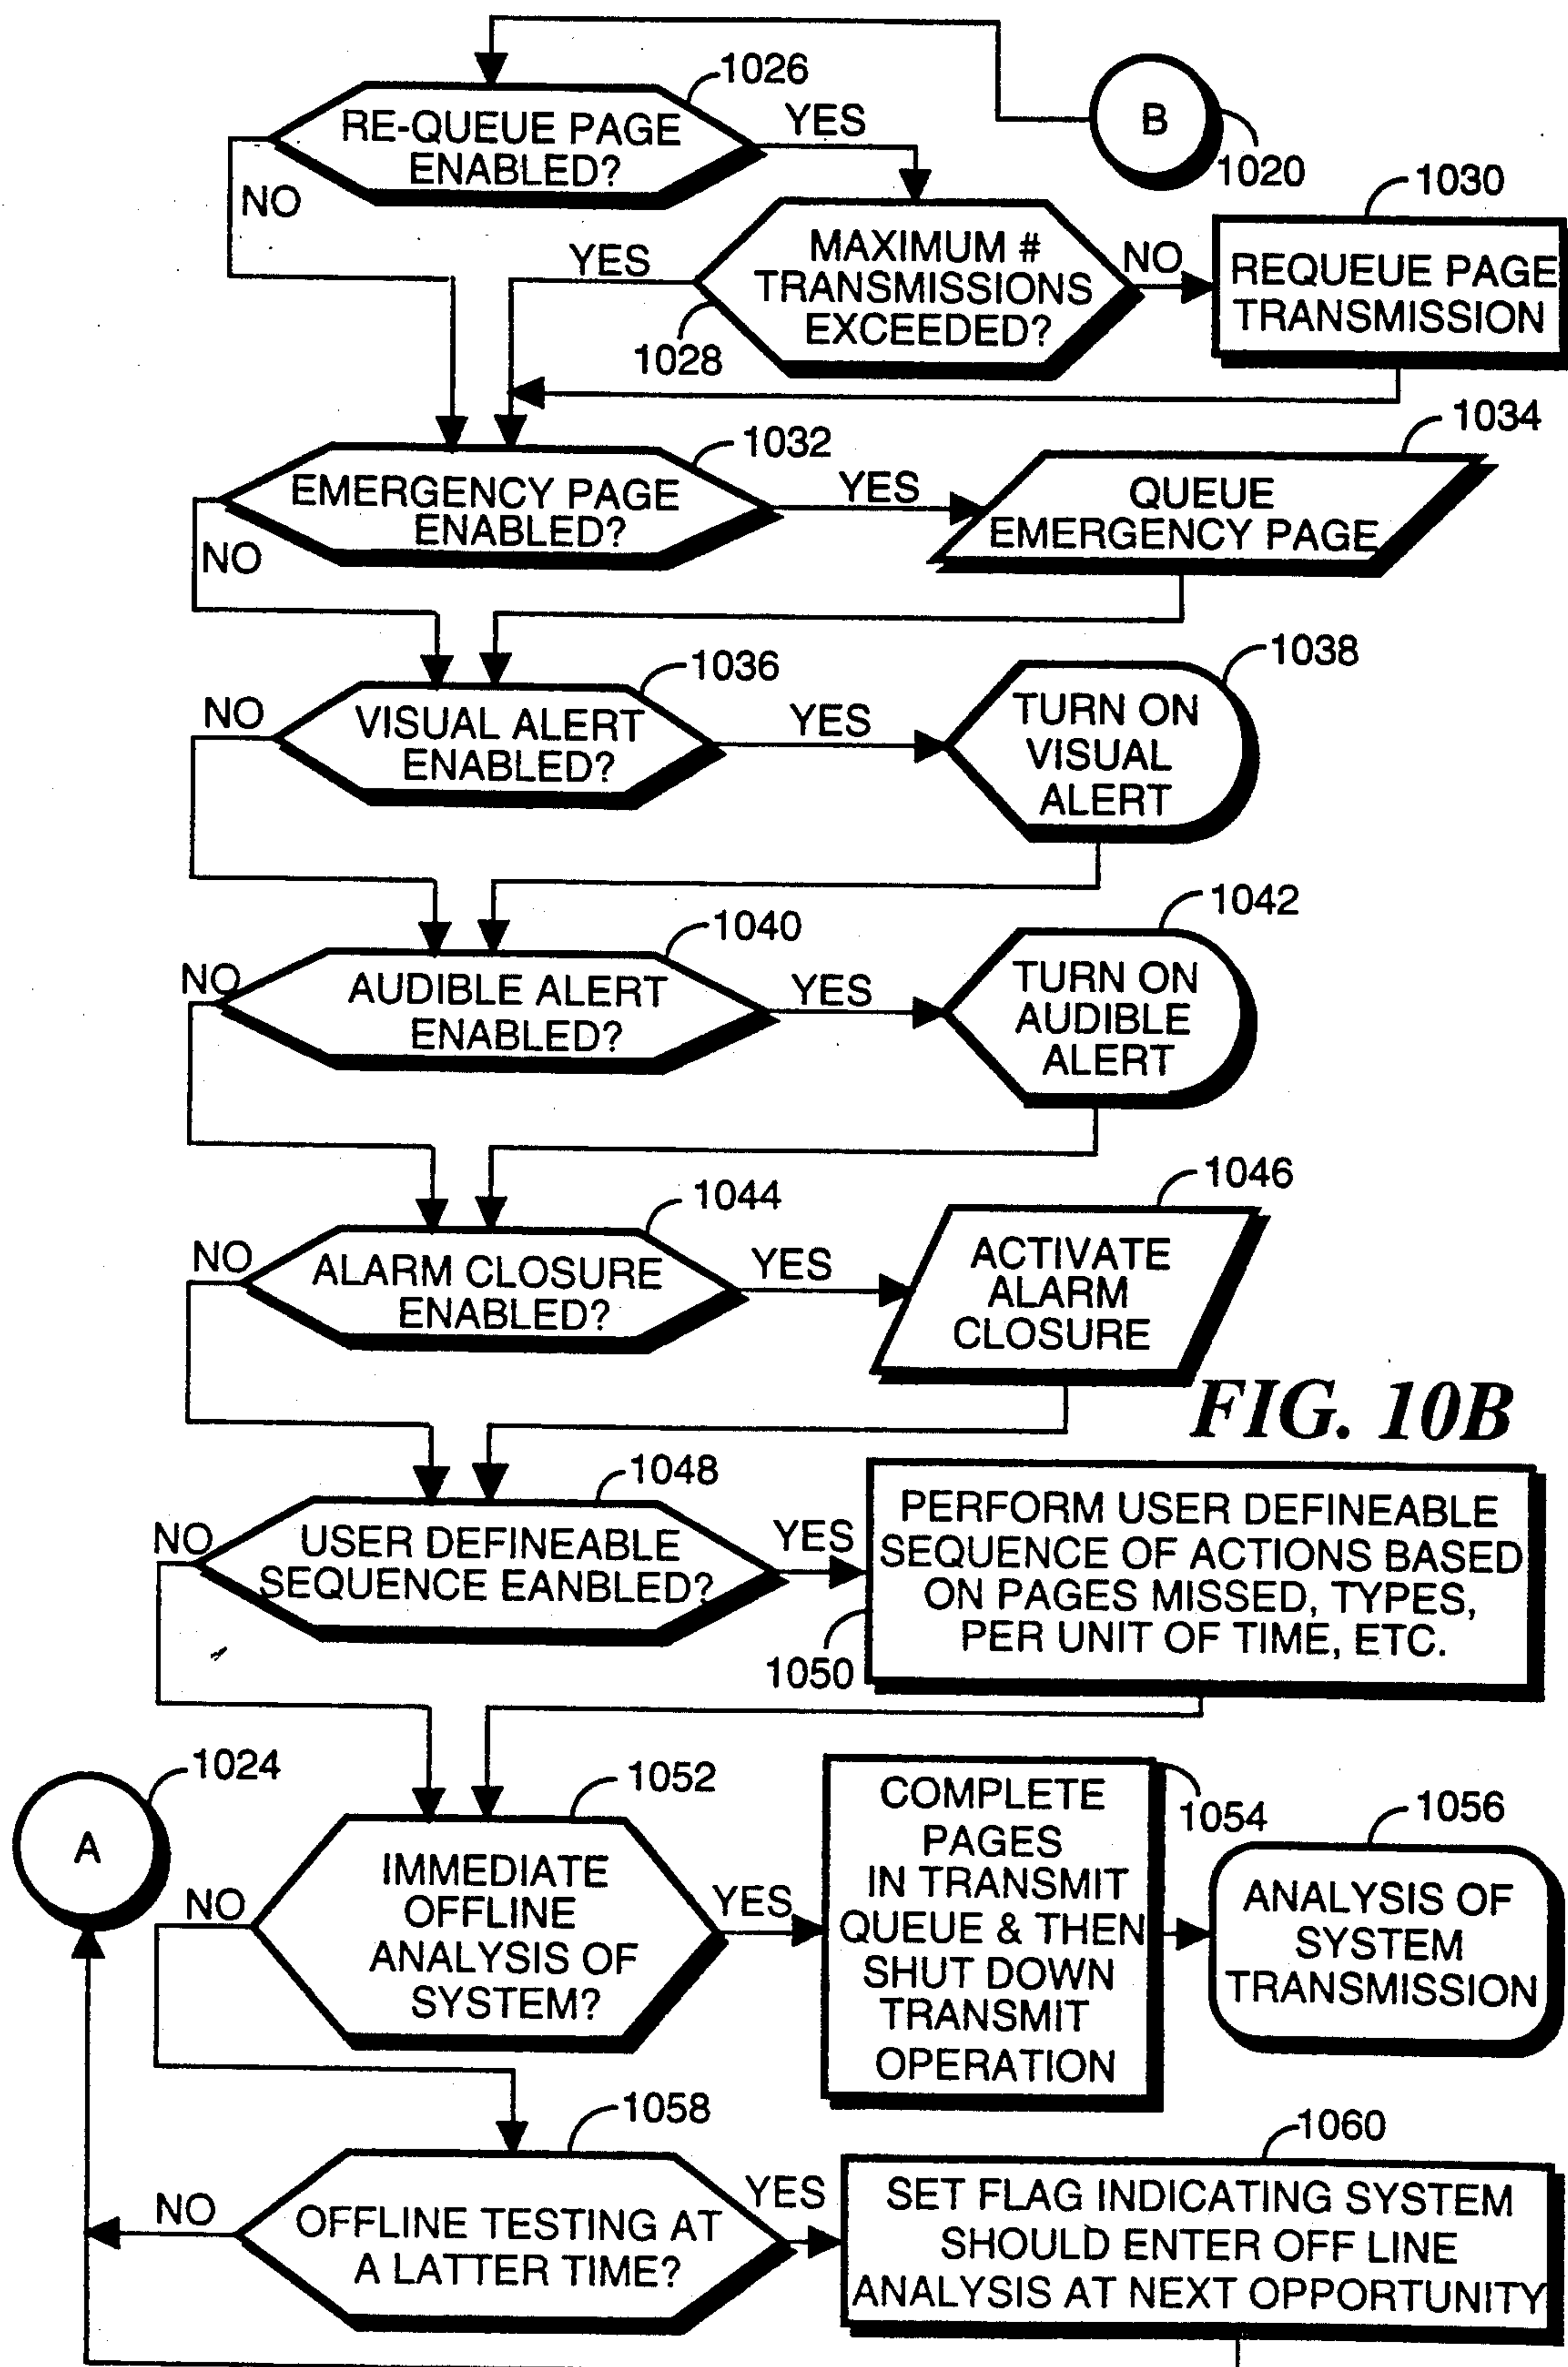 1026
RE-QUEUE PAGE
ENABLED?
YES
B
1020
NO
1030
MAXIMUM #
TRANSMISSIONS
EXCEEDED?
YES
NO
REQUEUE PAGE
TRANSMISSION
1028
1032
1034
EMERGENCY PAGE
ENABLED?
YES
QUEUE
EMERGENCY PAGE
NO
1036
1038
NO
VISUAL ALERT
ENABLED?
YES
TURN ON
VISUAL
ALERT
1040
1042
NO
AUDIBLE ALERT
ENABLED?
YES
TURN ON
AUDIBLE
ALERT
1044
1046
NO
ALARM CLOSURE
ENABLED?
YES
ACTIVATE
ALARM
CLOSURE
FIG. 10B
1048
NO
USER DEFINEABLE
SEQUENCE EANBLED?
YES
PERFORM USER DEFINEABLE
SEQUENCE OF ACTIONS BASED
ON PAGES MISSED, TYPES,
PER UNIT OF TIME, ETC.
1050
1024
A
1052
1054
1056
NO
IMMEDIATE
OFFLINE
ANALYSIS OF
SYSTEM?
YES
COMPLETE
PAGES
IN TRANSMIT
QUEUE & THEN
SHUT DOWN
TRANSMIT
OPERATION
ANALYSIS OF
SYSTEM
TRANSMISSION
1058
1060
NO
OFFLINE TESTING AT
A LATTER TIME?
YES
SET FLAG INDICATING SYSTEM
SHOULD ENTER OFF LINE
ANALYSIS AT NEXT OPPORTUNITY